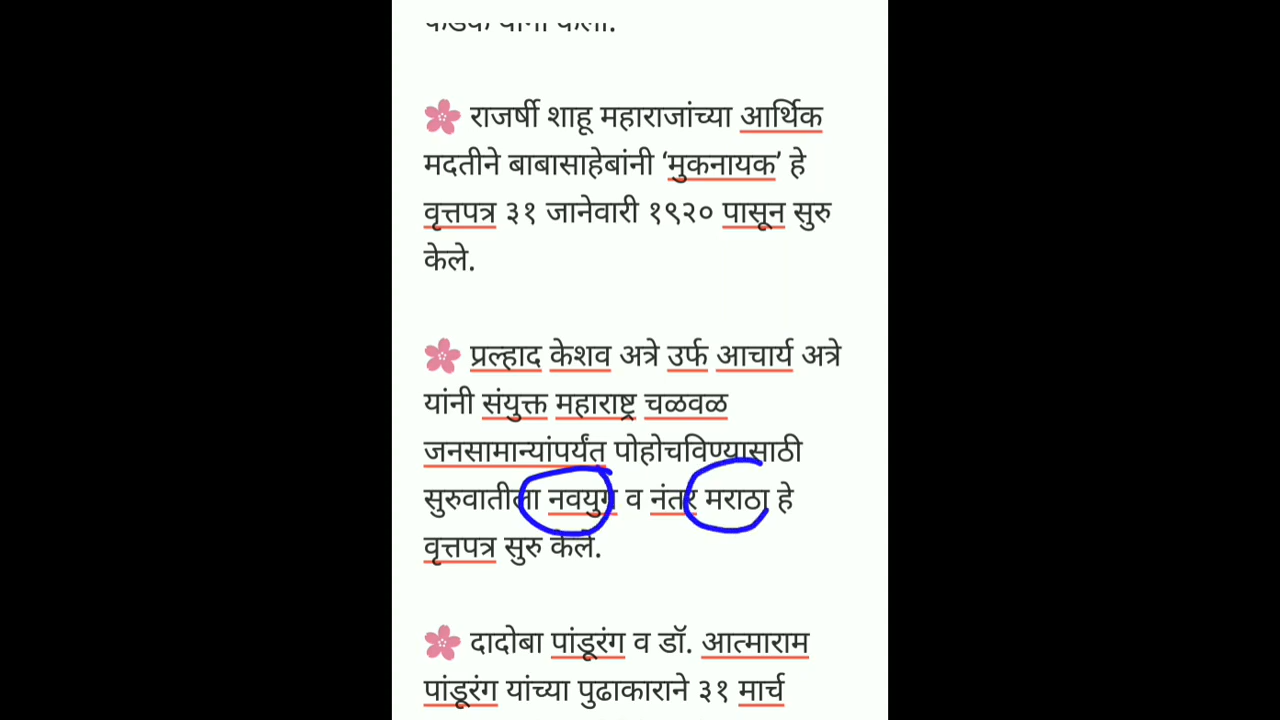 राजर्षी शाहू महाराजांच्या आर्थिक
मदतीने बाबासाहेबांनी ‘मुकनायक’ हे
वृत्तपत्र ३१ जानेवारी १९२० पासून सुरु
केले.
प्रल्हाद केशव अत्रे उर्फ आचार्य अत्रे
यांनी संयुक्त महाराष्ट्र चळवळ
जनसामान्यांपर्यंत पोहोचविण्यासाठी
सुरुवातीला नवयुग व नंतर मराठा हे
वृत्तपत्र सुरु केले.
दादोबा पांडूरंग व डॉ. आत्माराम
पांडूरंग यांच्या पुढाकाराने ३१ मार्च